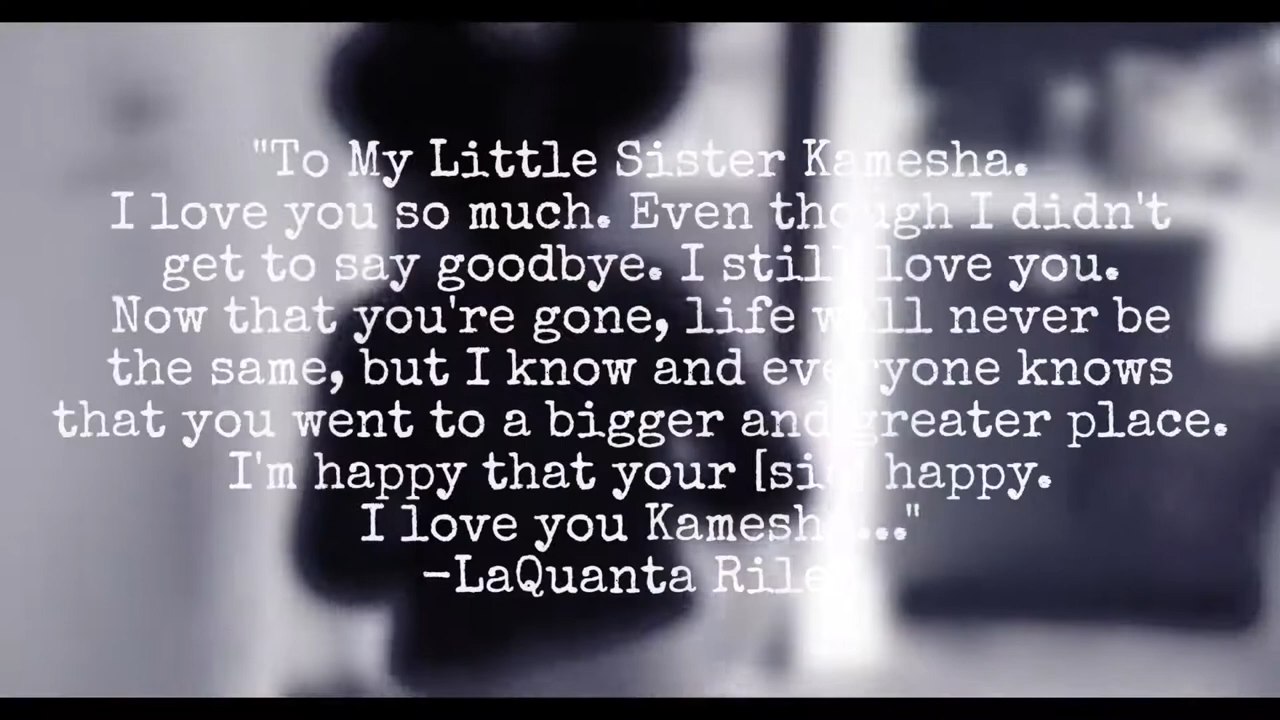 "To My Little Sister Kamesha.
I love you so much. Even though I didn't
get to say goodbye. I still love you.
Now that you're gone, life will never be
the same, but I know and everyone knows
that you went to a bigger and greater place.
I'm happy that your [sic] happy.
I love you Kamesha..."
-LaQuanta Riley